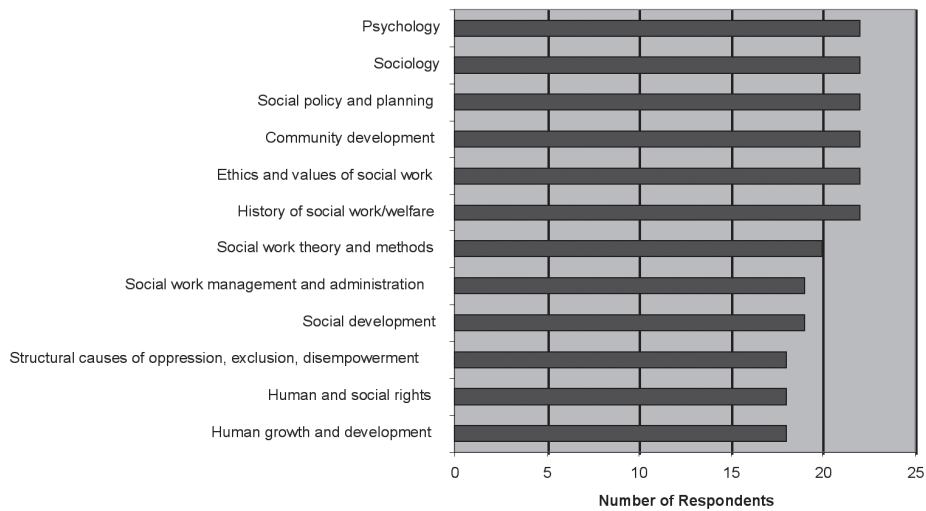 Psychology
Sociology
Social policy and planning
Community development
Ethics and values of social work
History of social work/welfare
Social work theory and methods
Social work management and administration
Social development
Structural causes of oppression, exclusion, disempowerment
Human and social rights
Human growth and development
0 5 10 15 20 25
Number of Respondents